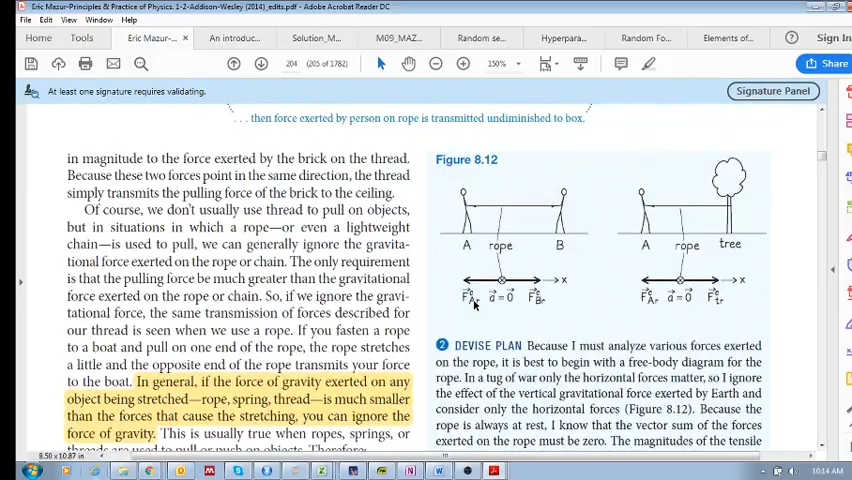 Eric Mazur-Principles & Practice of Physics. 1-2-Addison-Wesley (2014)_edits.pdf - Adobe Acrobat Reader DC
File Edit View Window Help
Home Tools Eric Mazur-... × An introduc... Solution_M... M09_MAZ... Random se... Hyperpara... Random Fo... Elements of... Sign In
204 (205 of 1782) 150% Share
At least one signature requires validating. Signature Panel
. . . then force exerted by person on rope is transmitted undiminished to box.
in magnitude to the force exerted by the brick on the thread.
Because these two forces point in the same direction, the thread
simply transmits the pulling force of the brick to the ceiling.
Of course, we don't usually use thread to pull on objects,
but in situations in which a rope—or even a lightweight
chain—is used to pull, we can generally ignore the gravita-
tional force exerted on the rope or chain. The only requirement
is that the pulling force be much greater than the gravitational
force exerted on the rope or chain. So, if we ignore the gravi-
tational force, the same transmission of forces described for
our thread is seen when we use a rope. If you fasten a rope
to a boat and pull on one end of the rope, the rope stretches
a little and the opposite end of the rope transmits your force
to the boat. In general, if the force of gravity exerted on any
object being stretched—rope, spring, thread—is much smaller
than the forces that cause the stretching, you can ignore the
force of gravity. This is usually true when ropes, springs, or
threads are used to pull or push on objects. Therefore,
8.50 x 10.87 in
Figure 8.12
A rope B A rope tree
x x
F⃗ᶜAr a⃗ = 0⃗ F⃗ᶜBr F⃗ᶜAr a⃗ = 0⃗ F⃗ᶜtr
2 DEVISE PLAN Because I must analyze various forces exerted
on the rope, it is best to begin with a free-body diagram for the
rope. In a tug of war only the horizontal forces matter, so I ignore
the effect of the vertical gravitational force exerted by Earth and
consider only the horizontal forces (Figure 8.12). Because the
rope is always at rest, I know that the vector sum of the forces
exerted on the rope must be zero. The magnitudes of the tensile
10:14 AM